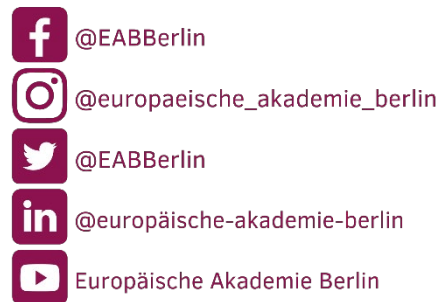 @EABBerlin
@europaeische_akademie_berlin
@EABBerlin
@europäische-akademie-berlin
Europäische Akademie Berlin